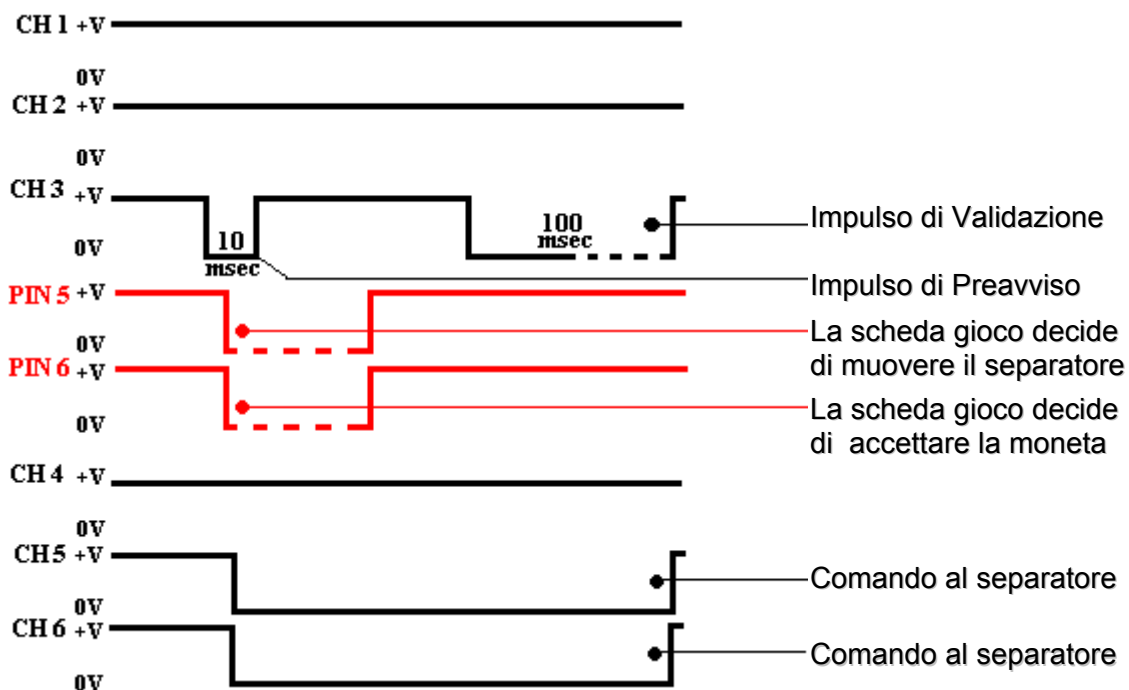 CH 1 +V
0V
CH 2 +V
0V
CH 3 +V
0V
10
msec
100
msec
Impulso di Validazione
Impulso di Preavviso
PIN 5 +V
0V
La scheda gioco decide
di muovere il separatore
PIN 6 +V
0V
La scheda gioco decide
di accettare la moneta
CH 4 +V
0V
CH 5 +V
0V
Comando al separatore
CH 6 +V
0V
Comando al separatore